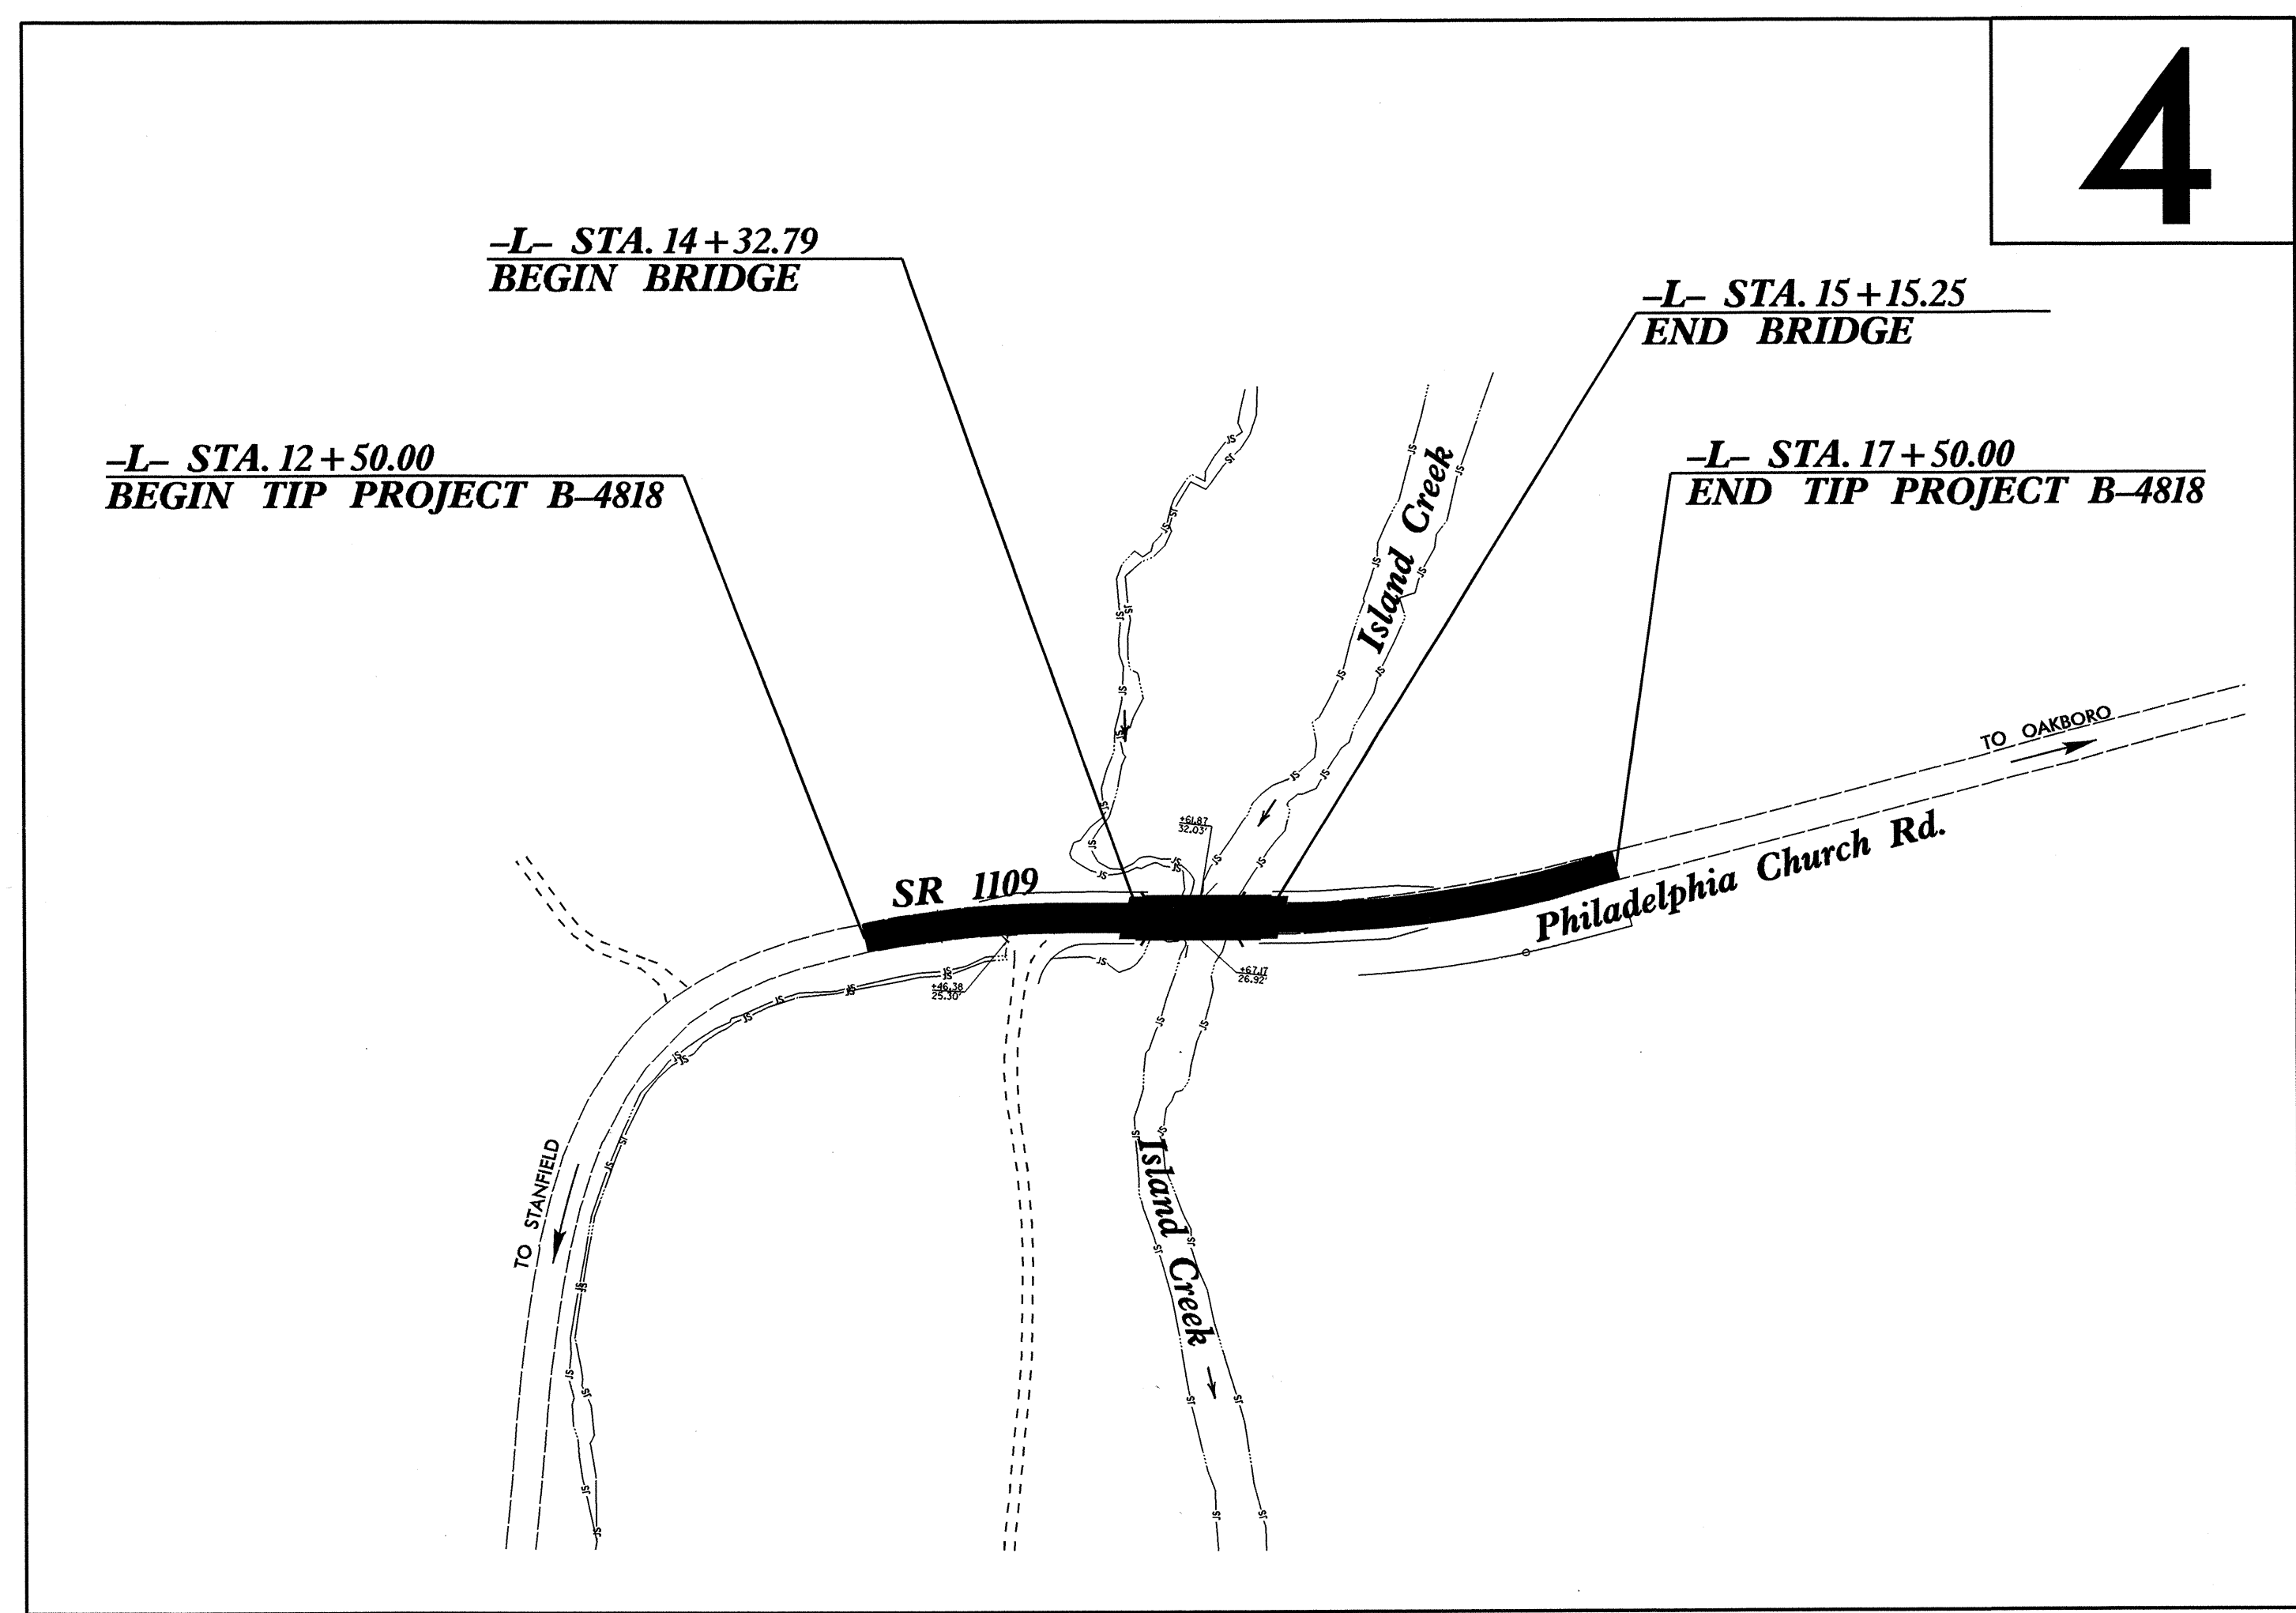 4
–L– STA. 14+32.79
BEGIN BRIDGE
–L– STA. 15+15.25
END BRIDGE
–L– STA. 12+50.00
BEGIN TIP PROJECT B–4818
–L– STA. 17+50.00
END TIP PROJECT B–4818
Island Creek
TO OAKBORO
+61.87
32.03'
SR 1109
Philadelphia Church Rd.
+46.38
25.30'
+67.17
26.92'
TO STANFIELD
Island Creek